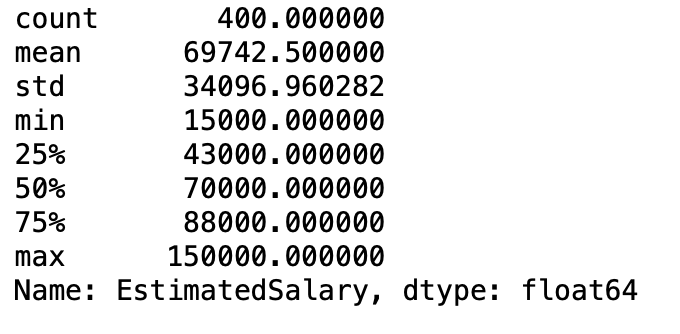 count       400.000000
mean      69742.500000
std       34096.960282
min       15000.000000
25%       43000.000000
50%       70000.000000
75%       88000.000000
max      150000.000000
Name: EstimatedSalary, dtype: float64